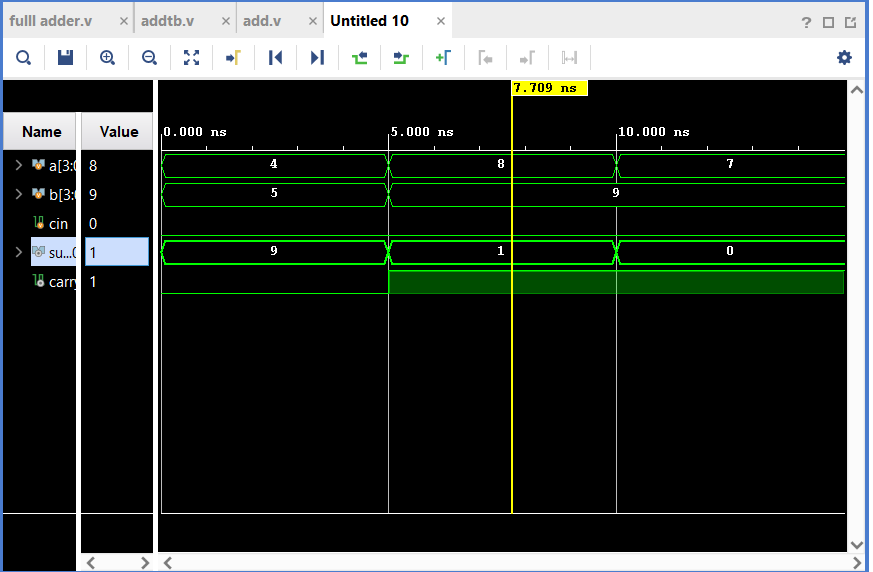 fulll adder.v × addtb.v × add.v × Untitled 10 × ?
7.709 ns
Name Value 0.000 ns 5.000 ns 10.000 ns
a[3:0 8 4 8 7
b[3:0 9 5 9
cin 0
su...0 1 9 1 0
carry 1